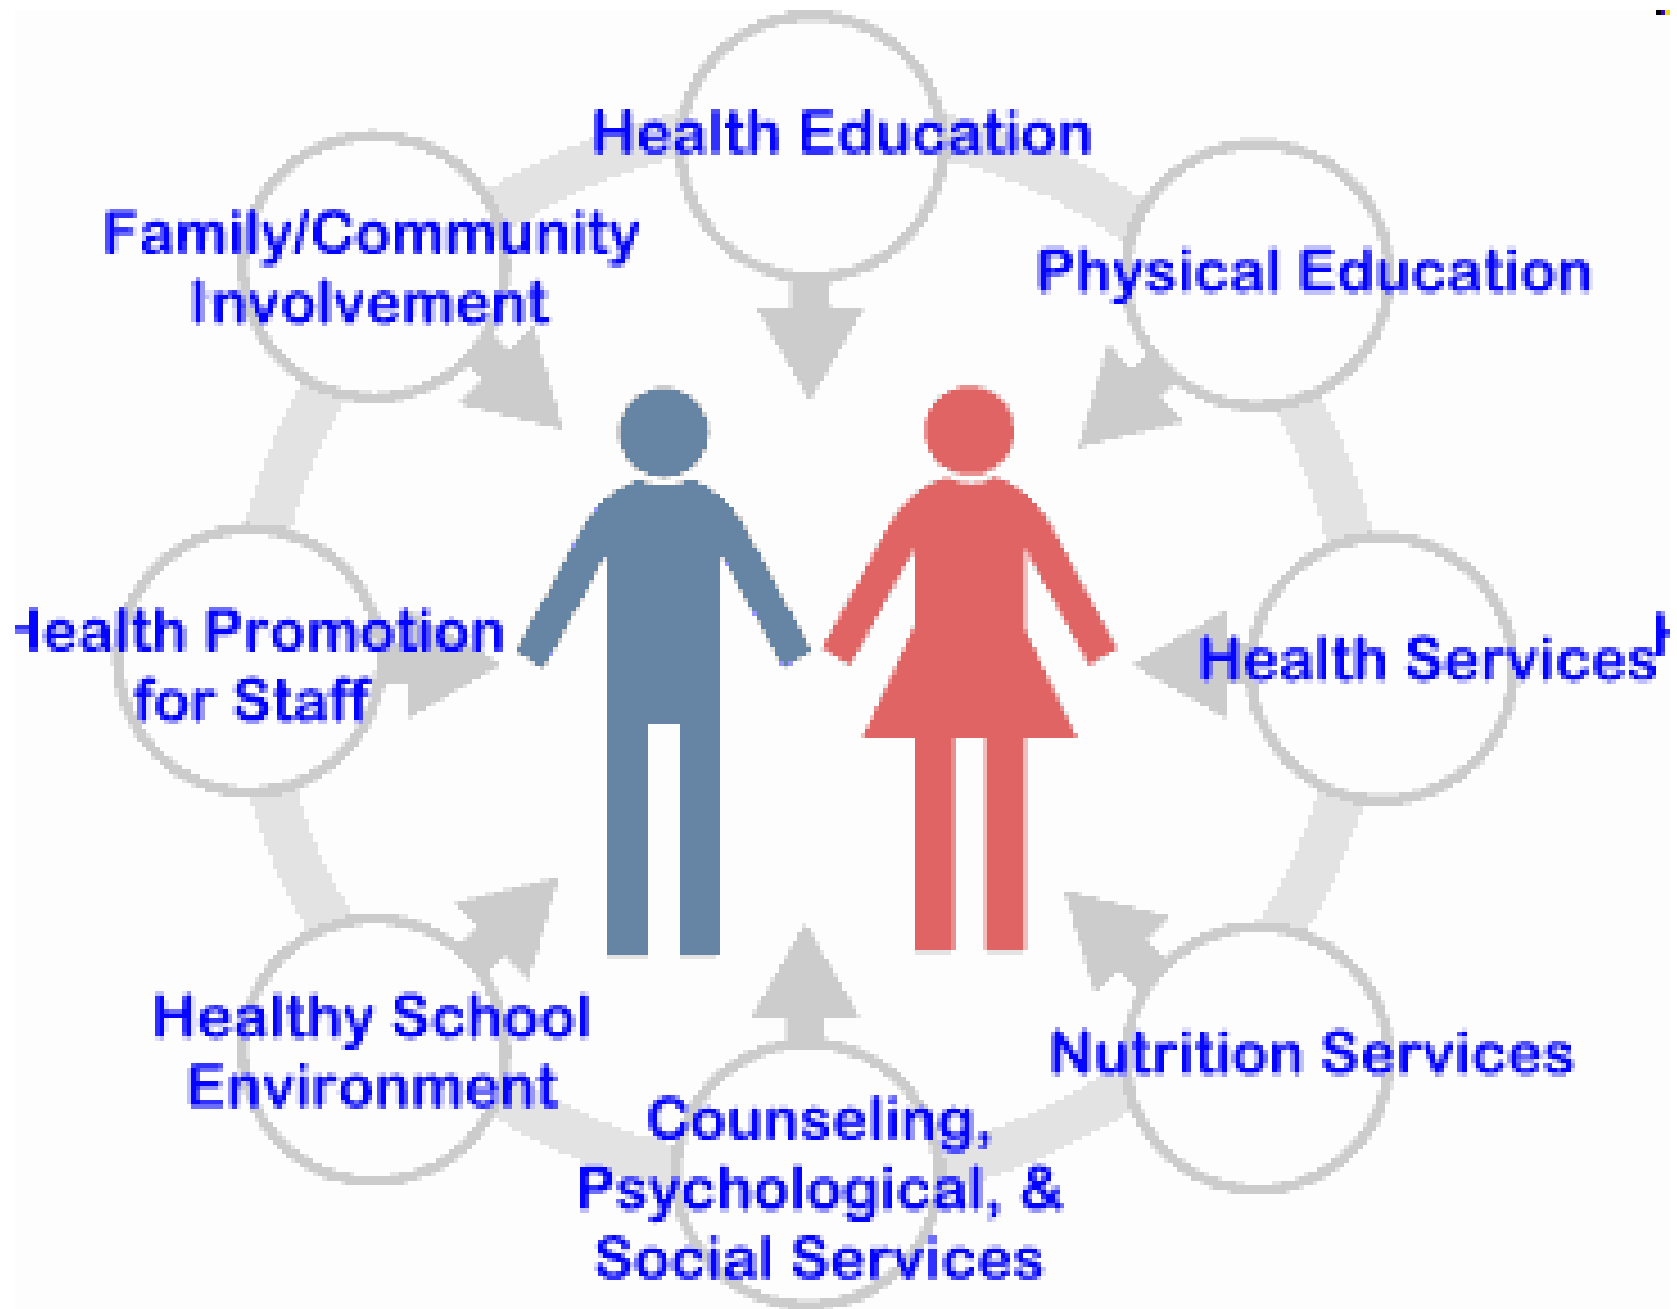 Health Education
Family/Community
Involvement
Physical Education
Health Promotion
for Staff
Health Services
Healthy School
Environment
Nutrition Services
Counseling,
Psychological, &
Social Services